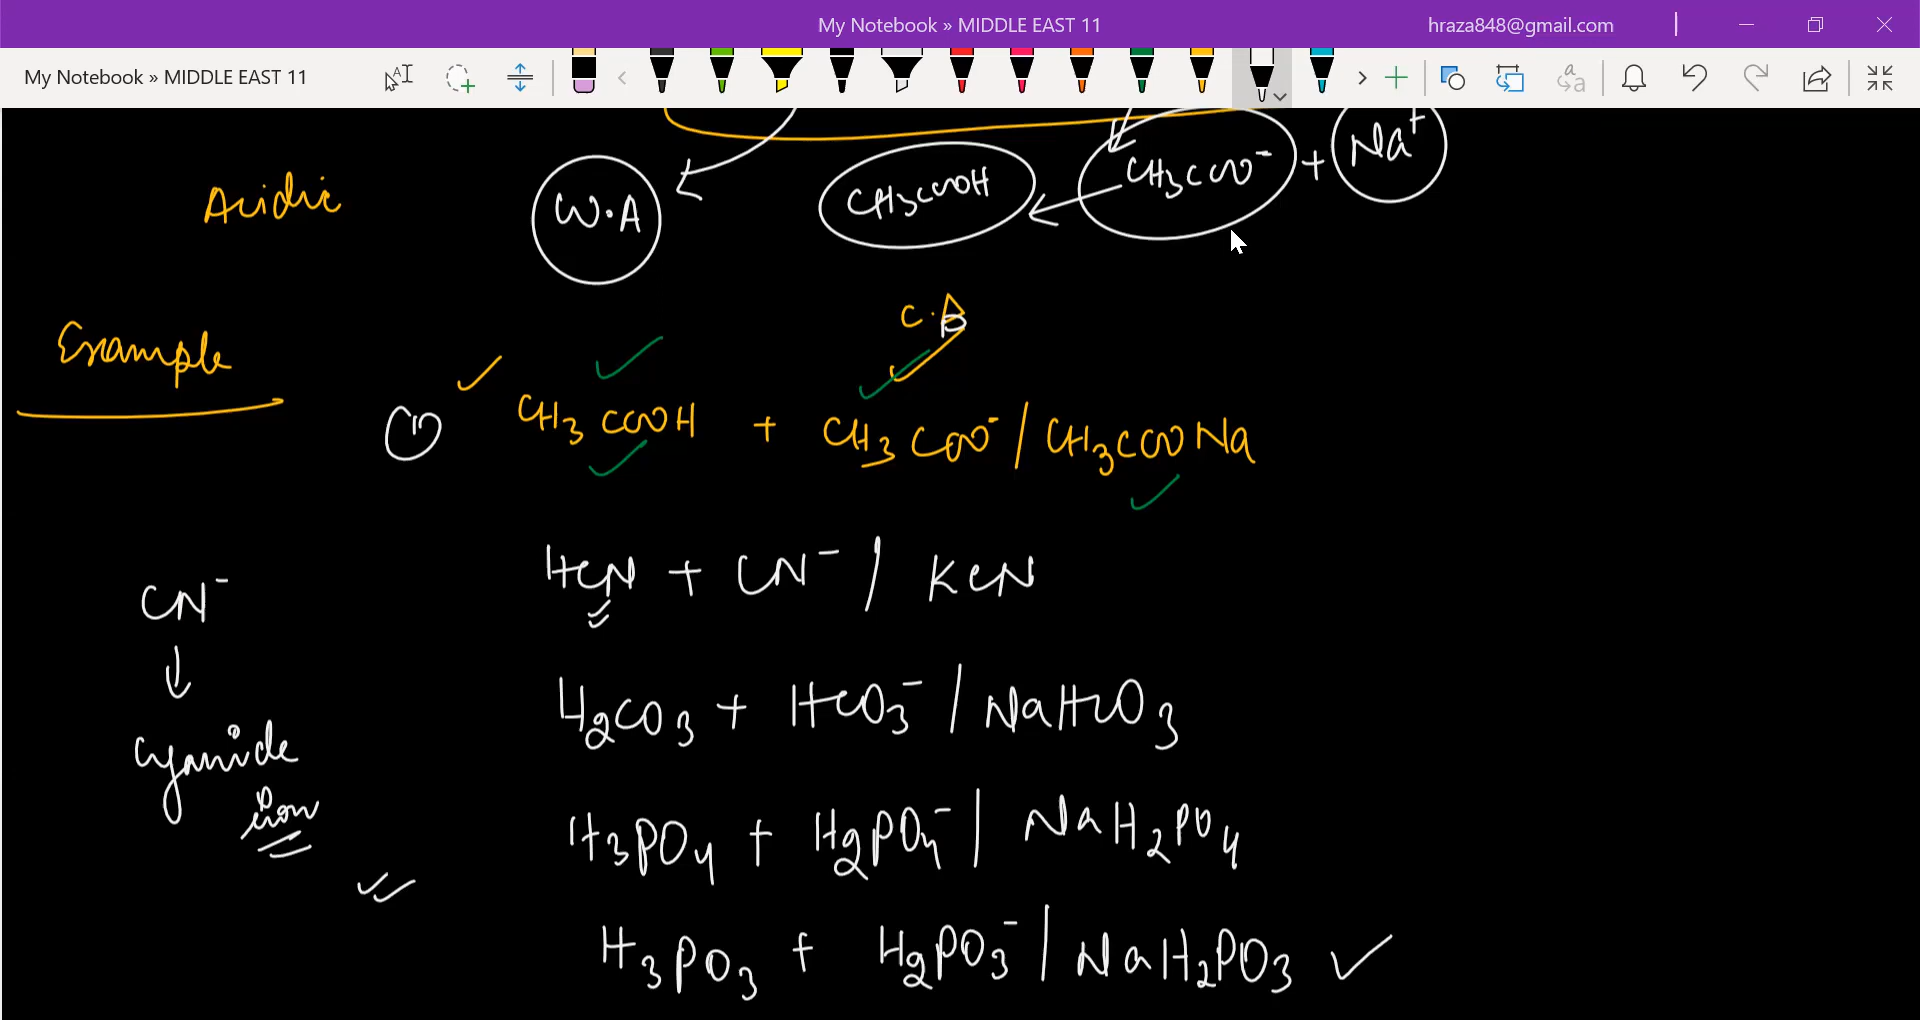 My Notebook » MIDDLE EAST 11
hraza848@gmail.com
My Notebook » MIDDLE EAST 11
Acidic
W.A
CH3COOH
CH3COO⁻ + Na⁺
Example
C.B
① CH3COOH + CH3COO⁻ / CH3COONa
HCN + CN⁻ / KCN
CN⁻
↓
Cyanide
ion
H2CO3 + HCO3⁻ / NaHCO3
H3PO4 + H2PO4⁻ / NaH2PO4
H3PO3 + H2PO3⁻ / NaH2PO3